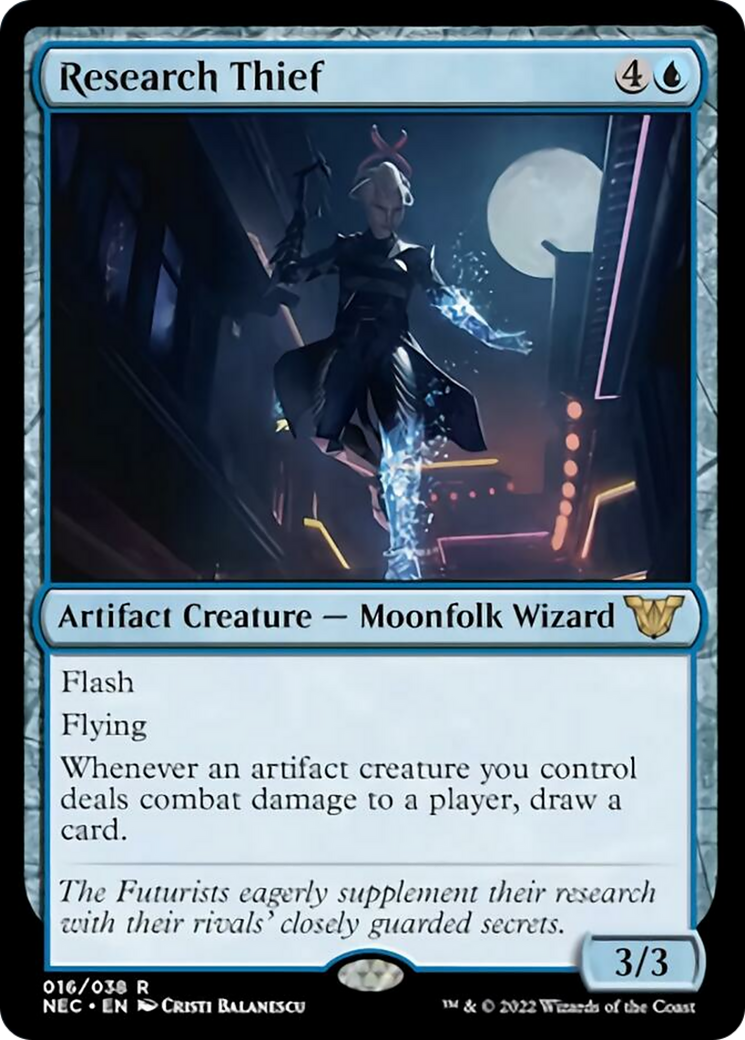 Research Thief 4
Artifact Creature — Moonfolk Wizard
Flash
Flying
Whenever an artifact creature you control
deals combat damage to a player, draw a
card.
The Futurists eagerly supplement their research
with their rivals' closely guarded secrets.
3/3
016/038 R
NEC • EN Cristi Balanescu
™ & © 2022 Wizards of the Coast